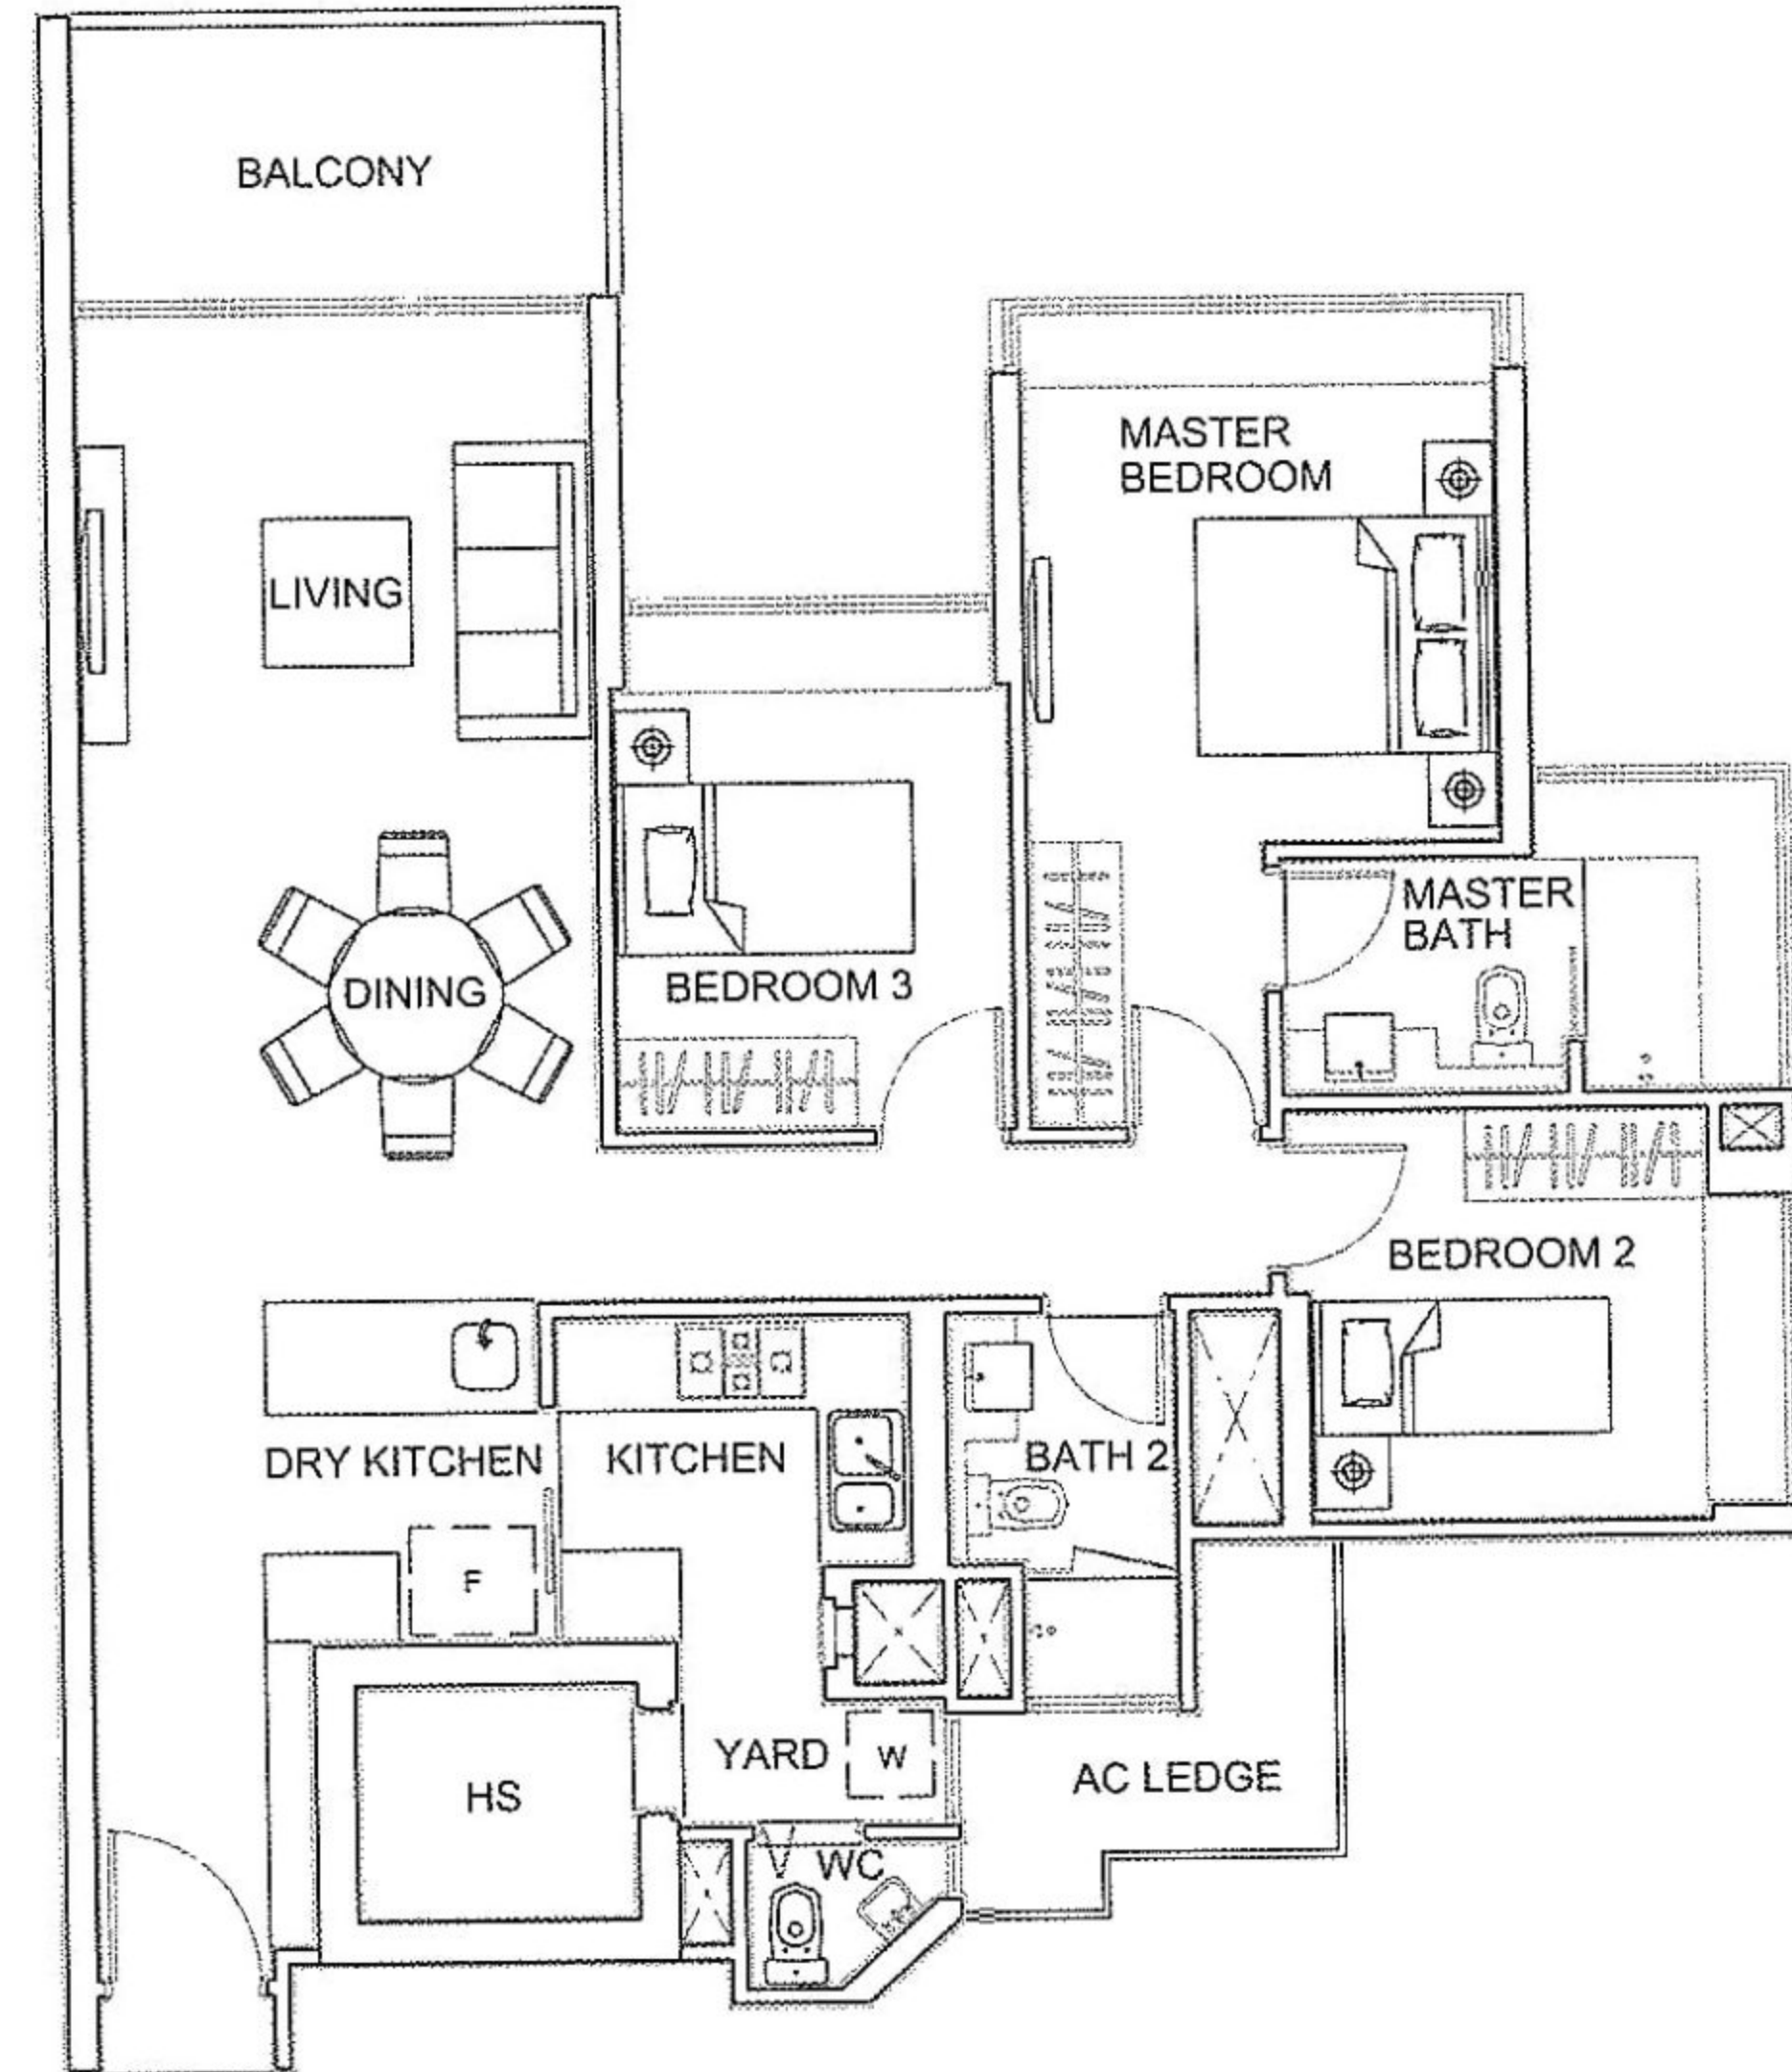 BALCONY
MASTER
BEDROOM
LIVING
MASTER
BATH
BEDROOM 3
DINING
BEDROOM 2
DRY KITCHEN
KITCHEN
BATH 2
F
YARD
W
HS
AC LEDGE
WC